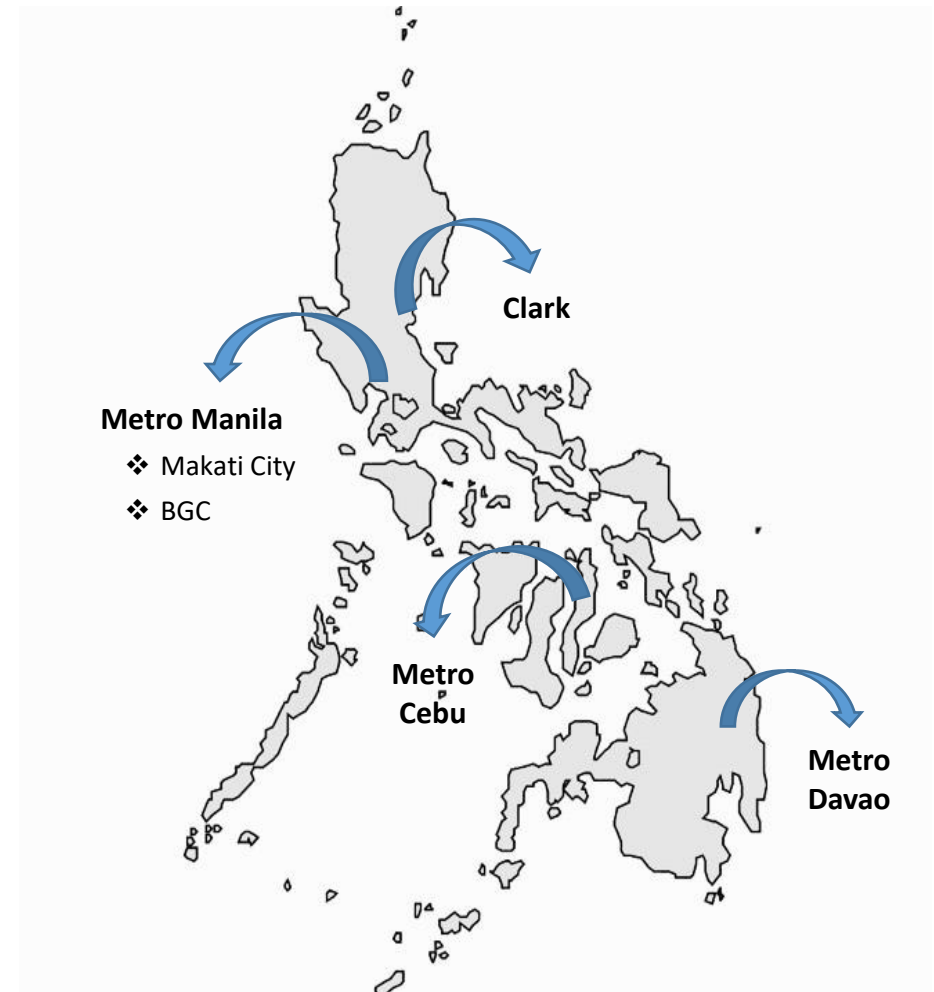 Clark
Metro Manila
❖ Makati City
❖ BGC
Metro
Cebu
Metro
Davao